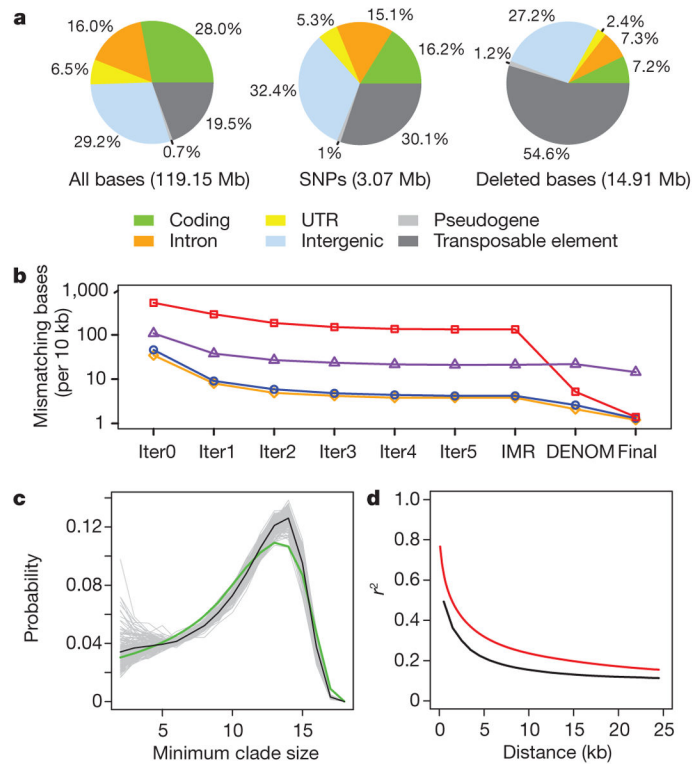 a
16.0%
28.0%
6.5%
29.2%
0.7%
19.5%
All bases (119.15 Mb)
5.3%
15.1%
16.2%
32.4%
1%
30.1%
SNPs (3.07 Mb)
27.2%
2.4%
7.3%
1.2%
7.2%
54.6%
Deleted bases (14.91 Mb)
Coding
UTR
Pseudogene
Intron
Intergenic
Transposable element
b
Mismatching bases
(per 10 kb)
1,000
100
10
1
Iter0 Iter1 Iter2 Iter3 Iter4 Iter5 IMR DENOM Final
c
Probability
0.12
0.08
0.04
0
5 10 15
Minimum clade size
d
r²
1.0
0.8
0.6
0.4
0.2
0
0 5 10 15 20 25
Distance (kb)